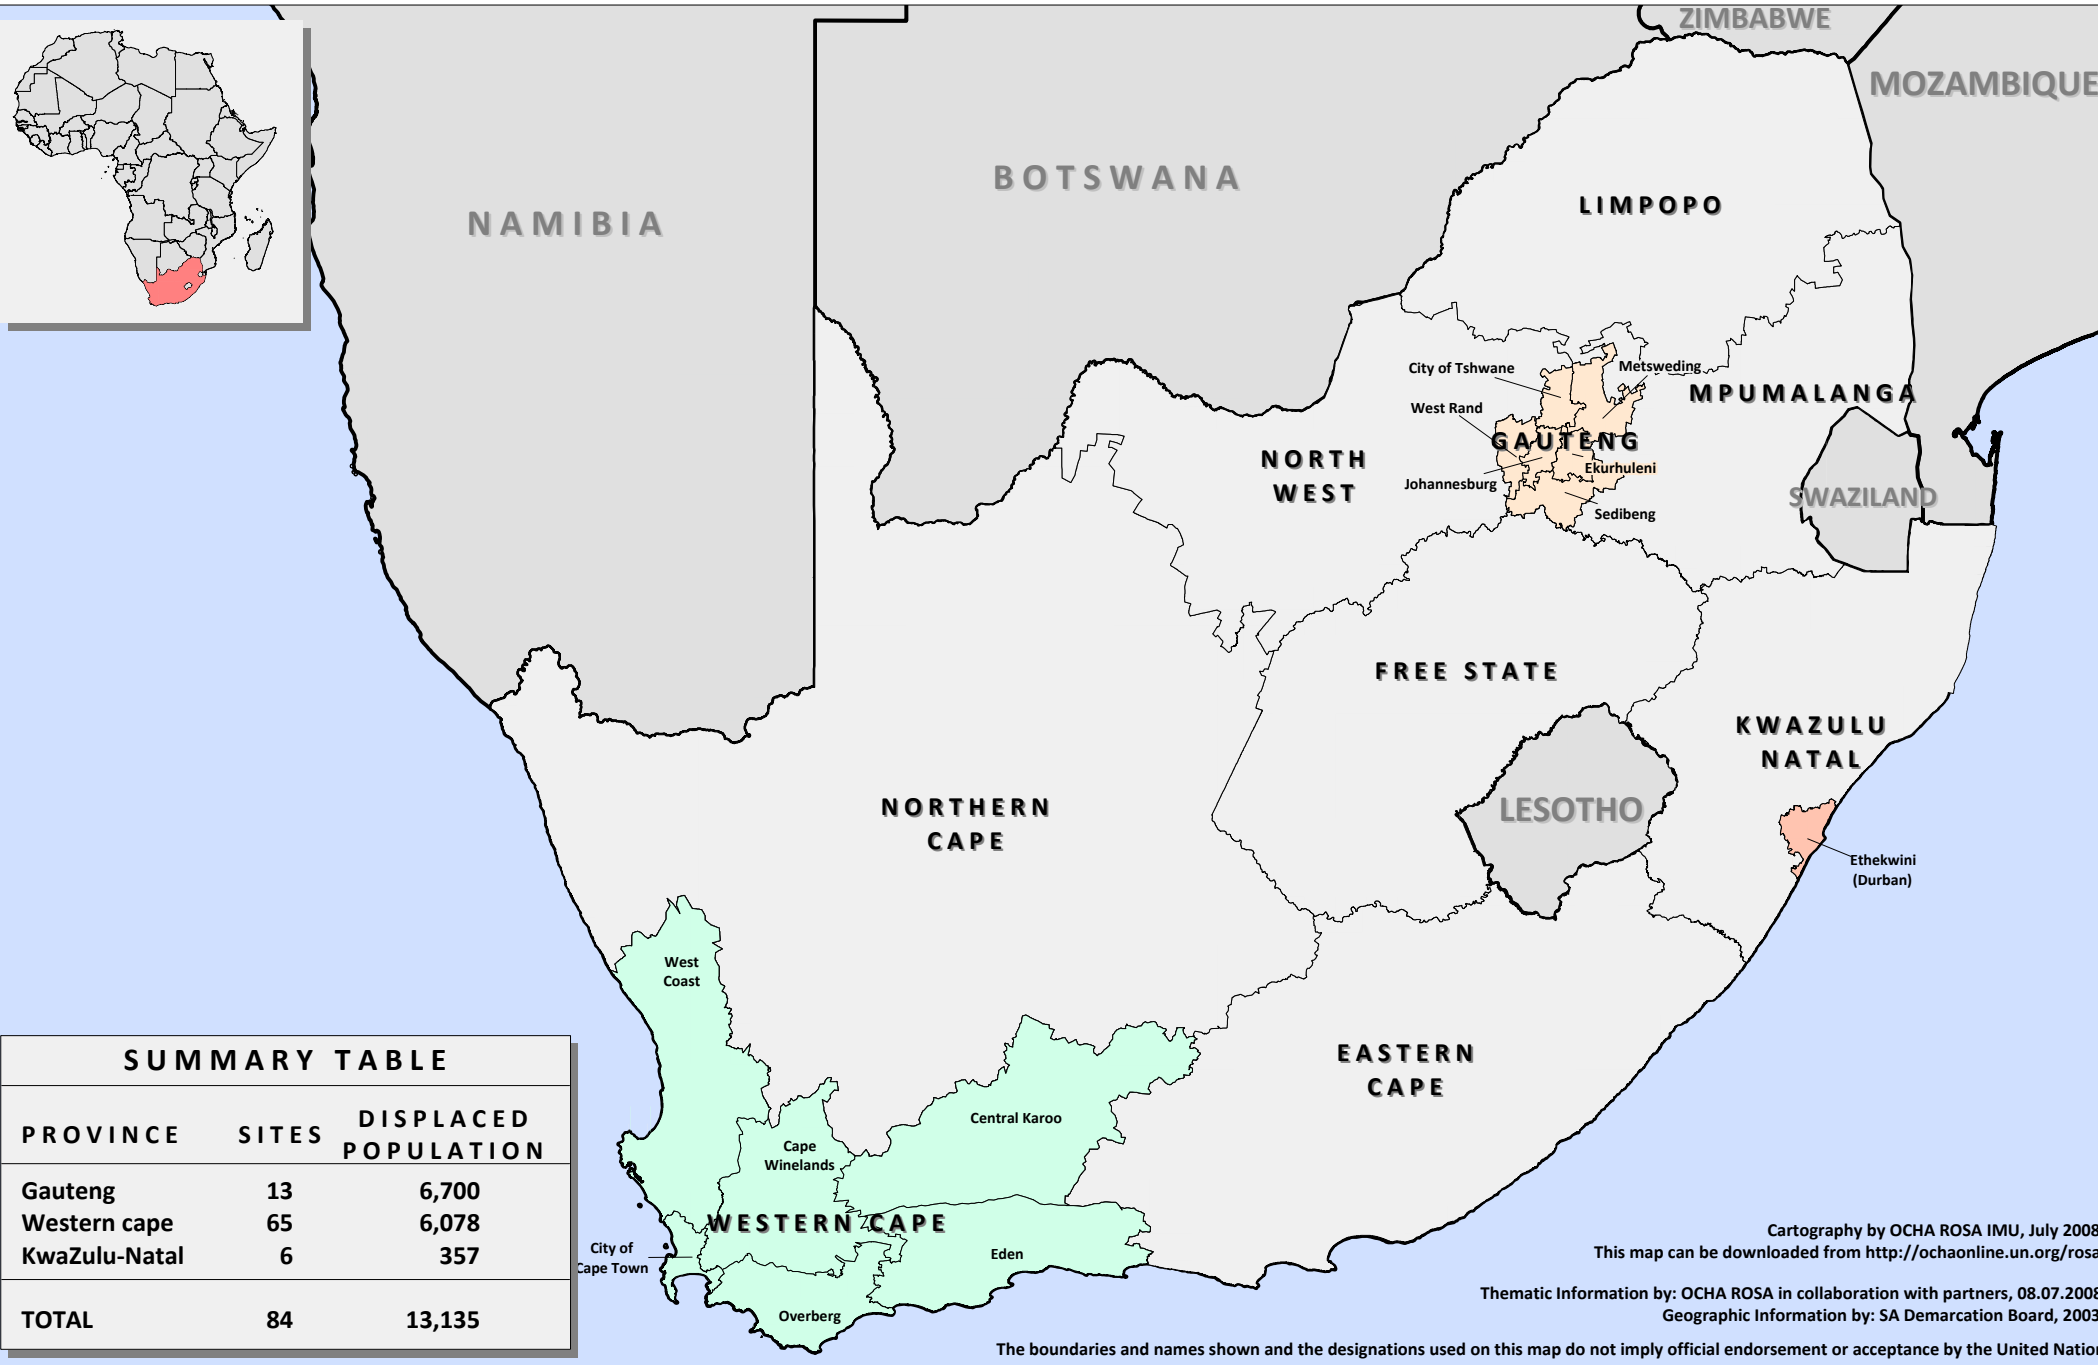 ZIMBABWE
MOZAMBIQUE
BOTSWANA
NAMIBIA
LIMPOPO
City of Tshwane
Metsweding
MPUMALANGA
West Rand
GAUTENG
NORTH
WEST
Ekurhuleni
Johannesburg
SWAZILAND
Sedibeng
FREE STATE
KWAZULU
NATAL
LESOTHO
NORTHERN
CAPE
Ethekwini
(Durban)
West
Coast
EASTERN
CAPE
Central Karoo
Cape
Winelands
WESTERN CAPE
City of
Cape Town
Eden
Overberg
SUMMARY TABLE
PROVINCE SITES DISPLACED POPULATION
Gauteng 13 6,700
Western cape 65 6,078
KwaZulu-Natal 6 357
TOTAL 84 13,135
Cartography by OCHA ROSA IMU, July 2008
This map can be downloaded from http://ochaonline.un.org/rosa
Thematic Information by: OCHA ROSA in collaboration with partners, 08.07.2008
Geographic Information by: SA Demarcation Board, 2003
The boundaries and names shown and the designations used on this map do not imply official endorsement or acceptance by the United Nation